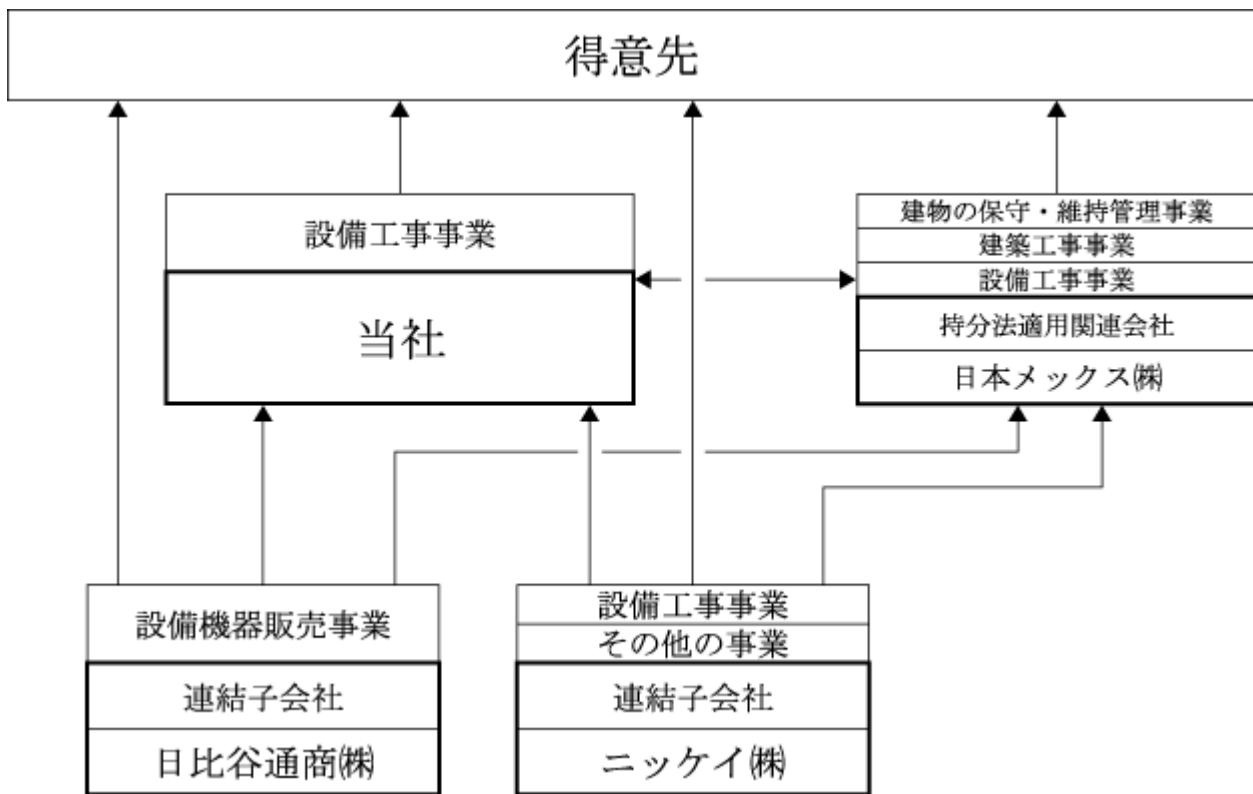 得意先
設備工事事業
当社
建物の保守・維持管理事業
建築工事事業
設備工事事業
持分法適用関連会社
日本メックス㈱
設備機器販売事業
連結子会社
日比谷通商㈱
設備工事事業
その他の事業
連結子会社
ニッケイ㈱